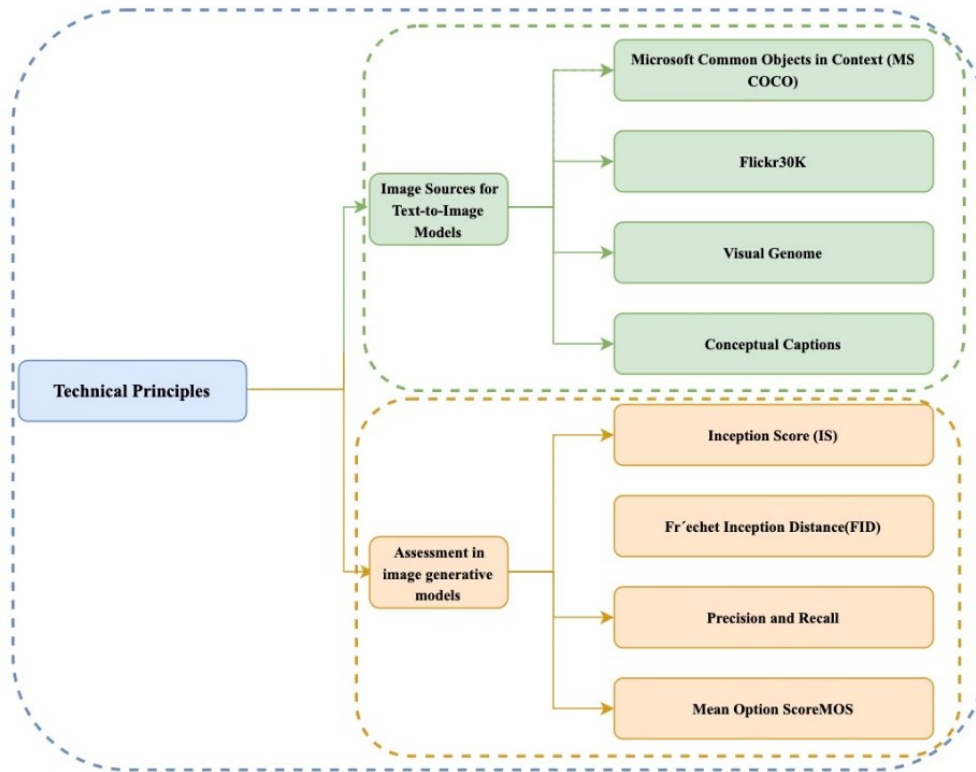 Microsoft Common Objects in Context (MS
COCO)
Flickr30K
Image Sources for
Text-to-Image
Models
Visual Genome
Conceptual Captions
Technical Principles
Inception Score (IS)
Fr´echet Inception Distance(FID)
Assessment in
image generative
models
Precision and Recall
Mean Option ScoreMOS